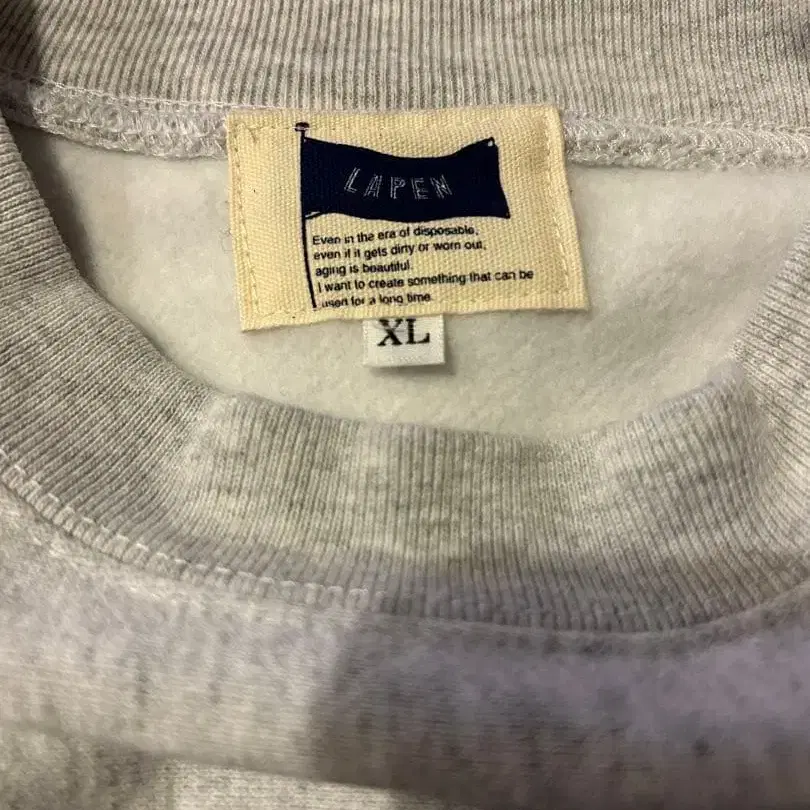 LAPEN
Even in the era of disposable,
even if it gets dirty or worn out,
aging is beautiful.
I want to create something that can be
used for a long time.
XL